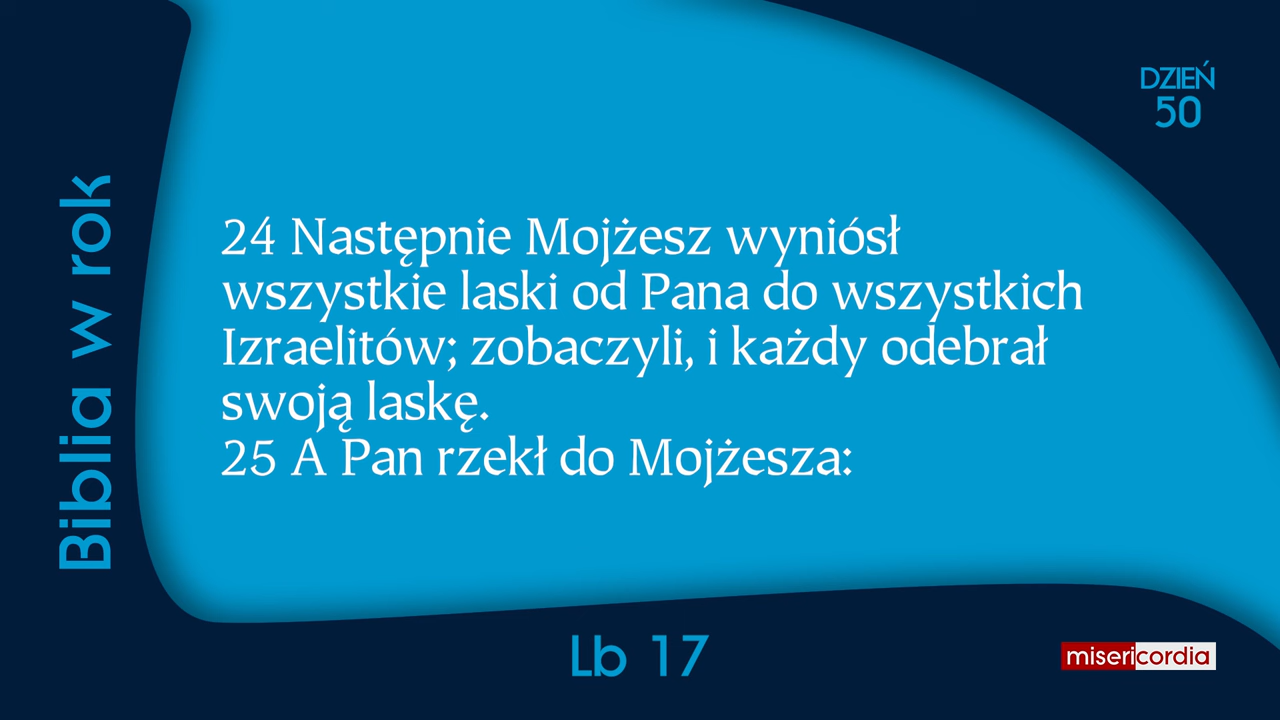 DZIEŃ
50
Biblia w rok
24 Następnie Mojżesz wyniósł
wszystkie laski od Pana do wszystkich
Izraelitów; zobaczyli, i każdy odebrał
swoją laskę.
25 A Pan rzekł do Mojżesza:
Lb 17
misericordia